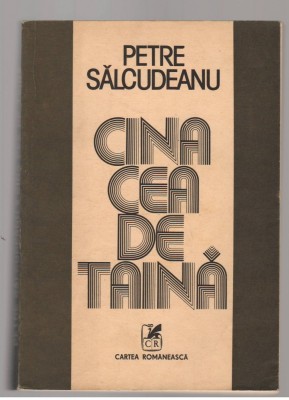 PETRE
SĂLCUDEANU
CINA
CEA
DE
TAINĂ
CR
CARTEA ROMÂNEASCĂ